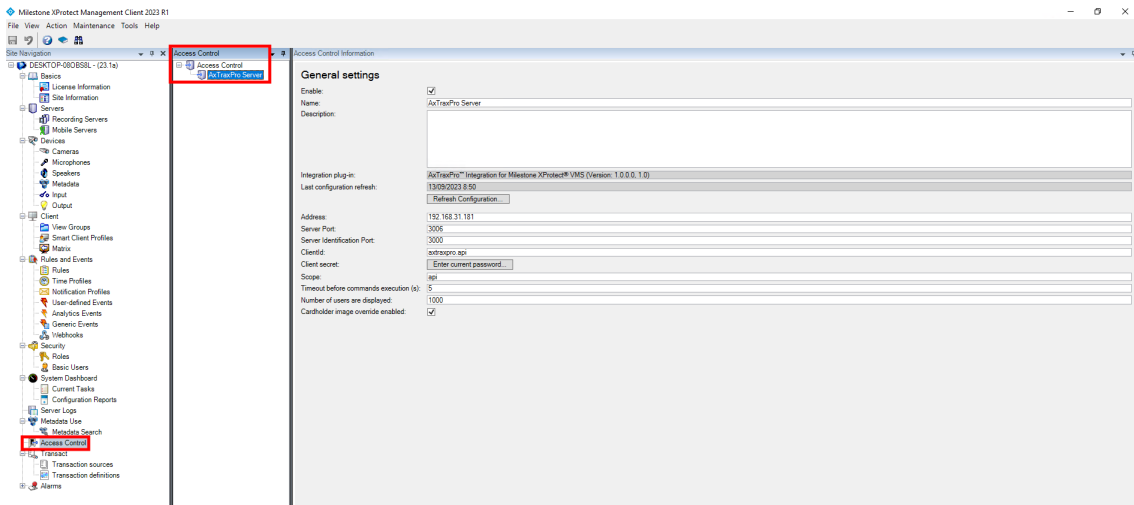 Milestone XProtect Management Client 2023 R1
File View Action Maintenance Tools Help
Site Navigation
DESKTOP-08OBS8L - (23.1a)
Basics
License Information
Site Information
Servers
Recording Servers
Mobile Servers
Devices
Cameras
Microphones
Speakers
Metadata
Input
Output
Client
View Groups
Smart Client Profiles
Matrix
Rules and Events
Rules
Time Profiles
Notification Profiles
User-defined Events
Analytics Events
Generic Events
Webhooks
Security
Roles
Basic Users
System Dashboard
Current Tasks
Configuration Reports
Server Logs
Metadata Use
Metadata Search
Access Control
Transact
Transaction sources
Transaction definitions
Alarms
Access Control
Access Control
AxTraxPro Server
Access Control Information
General settings
Enable:
Name: AxTraxPro Server
Description:
Integration plug-in: AxTraxPro™ Integration for Milestone XProtect® VMS (Version: 1.0.0.0, 1.0)
Last configuration refresh: 13/09/2023 8:50
Refresh Configuration...
Address: 192.168.31.181
Server Port: 3006
Server Identification Port: 3000
ClientId: axtraxpro.api
Client secret: Enter current password...
Scope: api
Timeout before commands execution (s): 5
Number of users are displayed: 1000
Cardholder image override enabled: